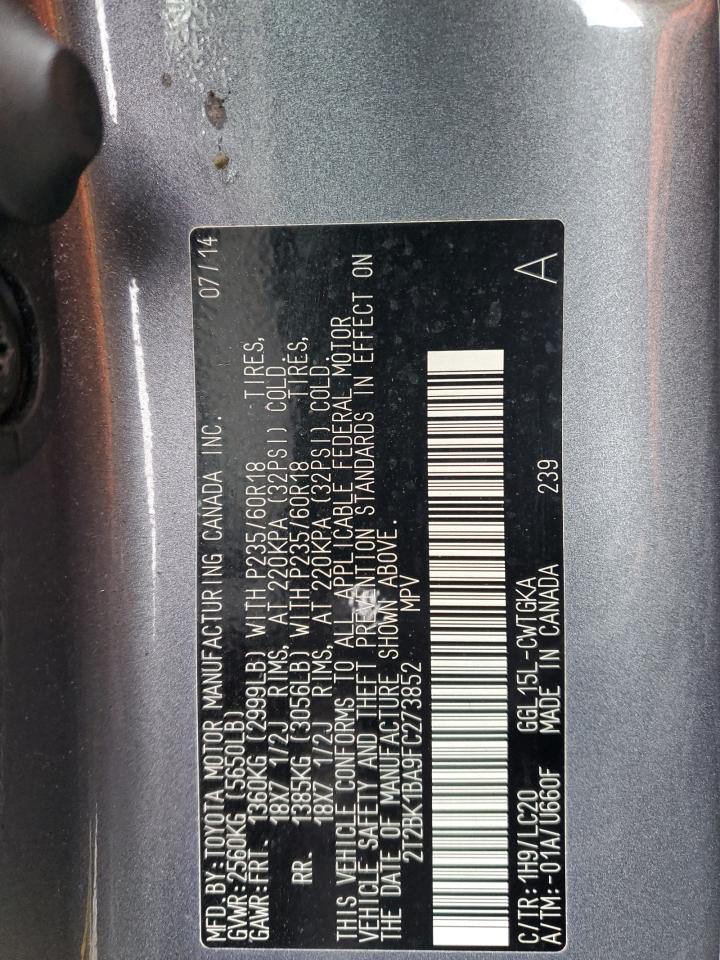 MFD.BY:TOYOTA MOTOR MANUFACTURING CANADA INC. 07/14
GVWR:2560KG (5650LB)
GAWR:FRT. 1360KG (2999LB) WITH P235/60R18 TIRES,
18X7 1/2J RIMS, AT 220KPA (32PSI) COLD.
RR. 1385KG (3056LB) WITH P235/60R18 TIRES,
18X7 1/2J RIMS, AT 220KPA (32PSI) COLD.
THIS VEHICLE CONFORMS TO ALL APPLICABLE FEDERAL MOTOR
VEHICLE SAFETY AND THEFT PREVENTION STANDARDS IN EFFECT ON
THE DATE OF MANUFACTURE SHOWN ABOVE.
2T2BK1BA9FC273852 MPV
C/TR:1H9/LC20 GGL15L-CWTGKA 239 A
A/TM:-01A/U660F MADE IN CANADA